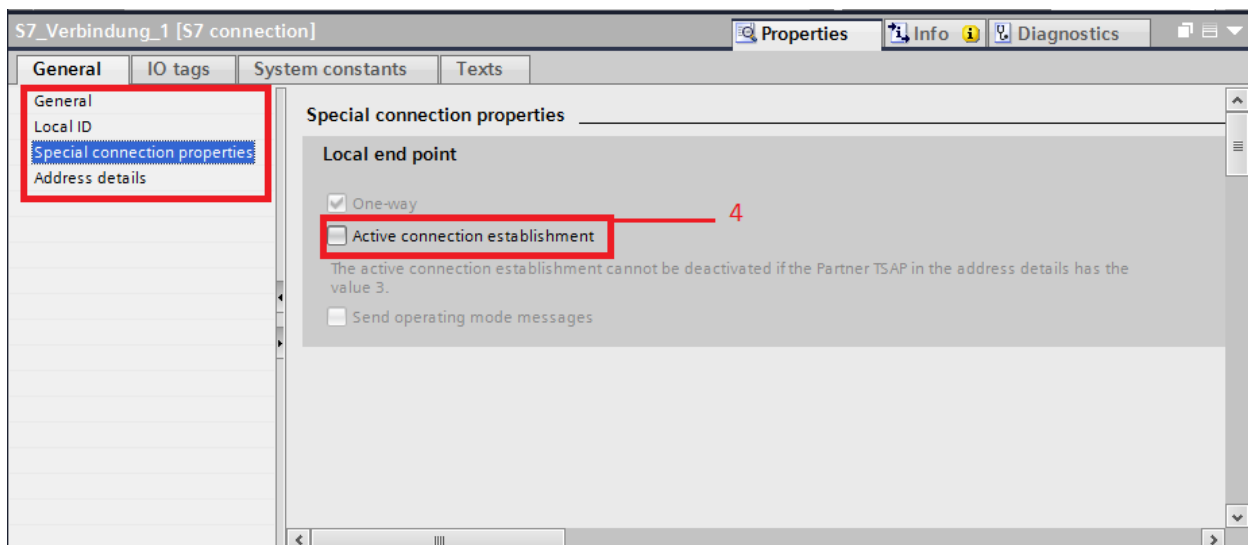 S7_Verbindung_1 [S7 connection]
Properties
Info
Diagnostics
General
IO tags
System constants
Texts
General
Local ID
Special connection properties
Address details
Special connection properties
Local end point
One-way
Active connection establishment
4
The active connection establishment cannot be deactivated if the Partner TSAP in the address details has the
value 3.
Send operating mode messages